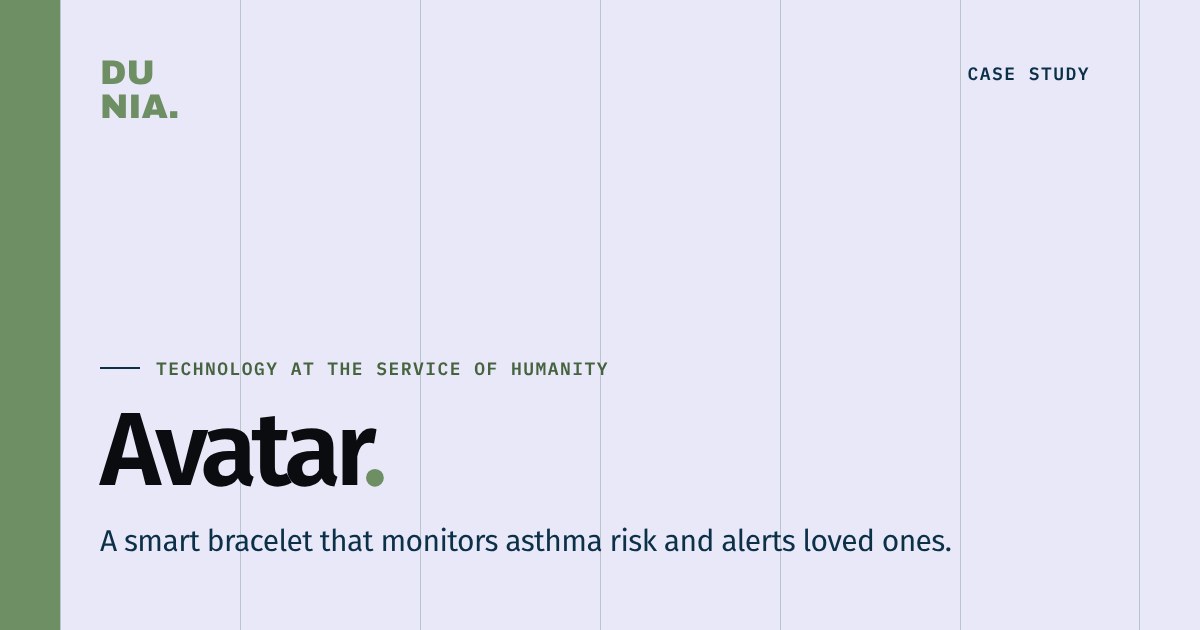 DU
NIA.
CASE STUDY
TECHNOLOGY AT THE SERVICE OF HUMANITY
Avatar.
A smart bracelet that monitors asthma risk and alerts loved ones.